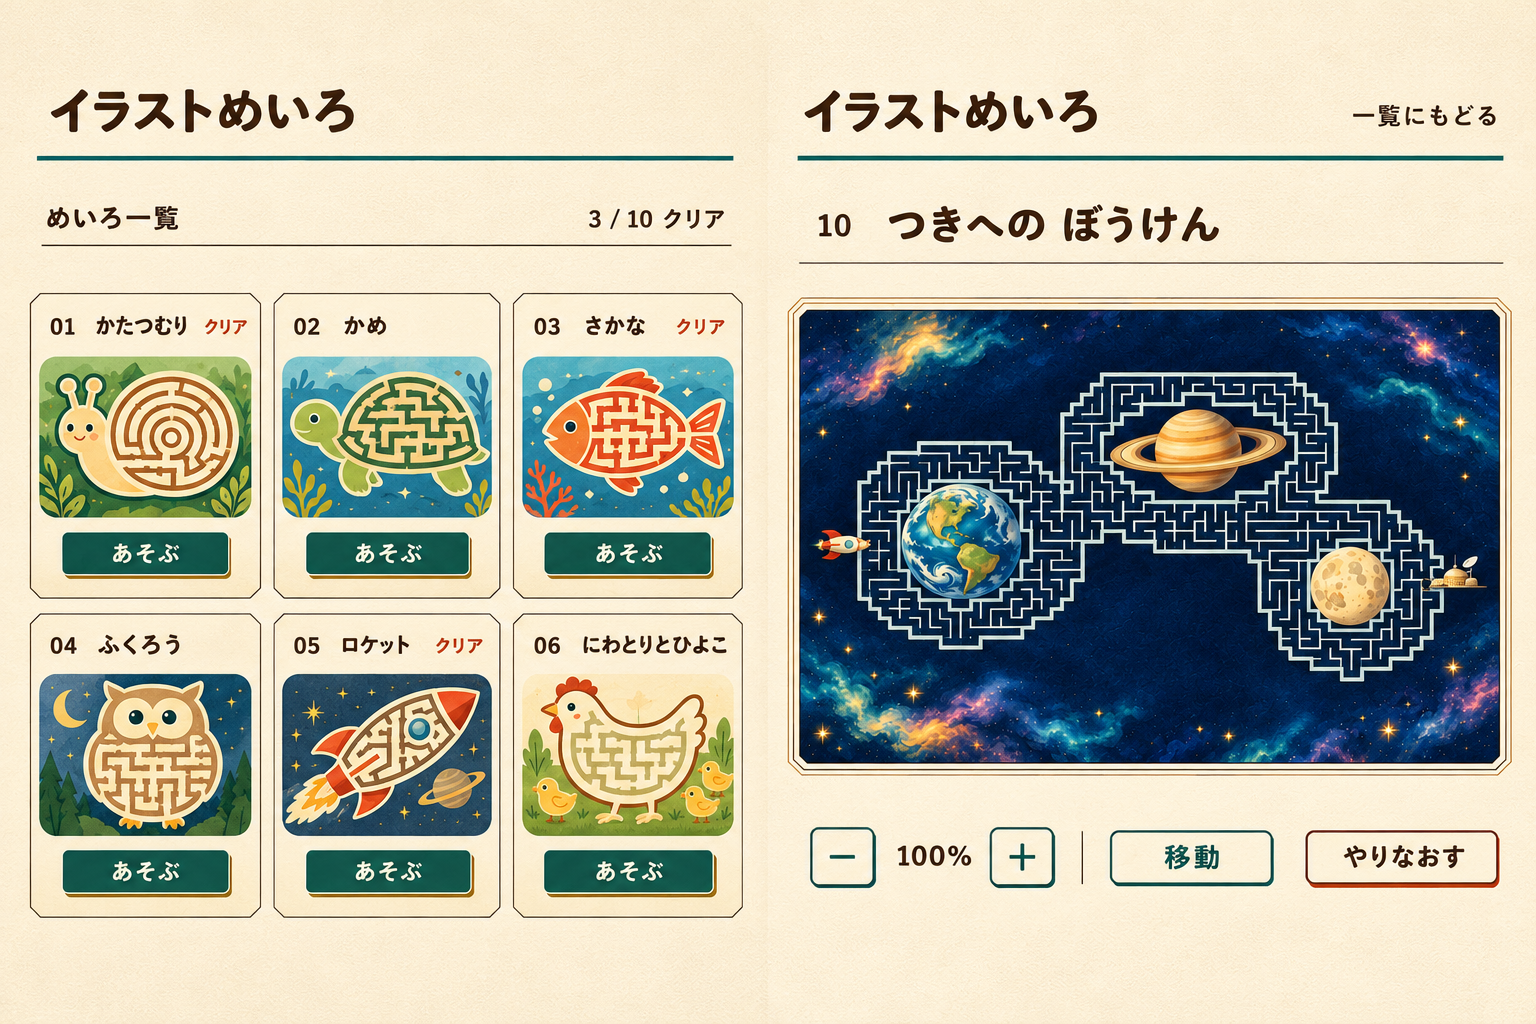 イラストめいろ
めいろ一覧
3 / 10 クリア
01 かたつむり クリア
あそぶ
02 かめ
あそぶ
03 さかな クリア
あそぶ
04 ふくろう
あそぶ
05 ロケット クリア
あそぶ
06 にわとりとひよこ
あそぶ
イラストめいろ
一覧にもどる
10 つきへの ぼうけん
− 100% +
移動
やりなおす